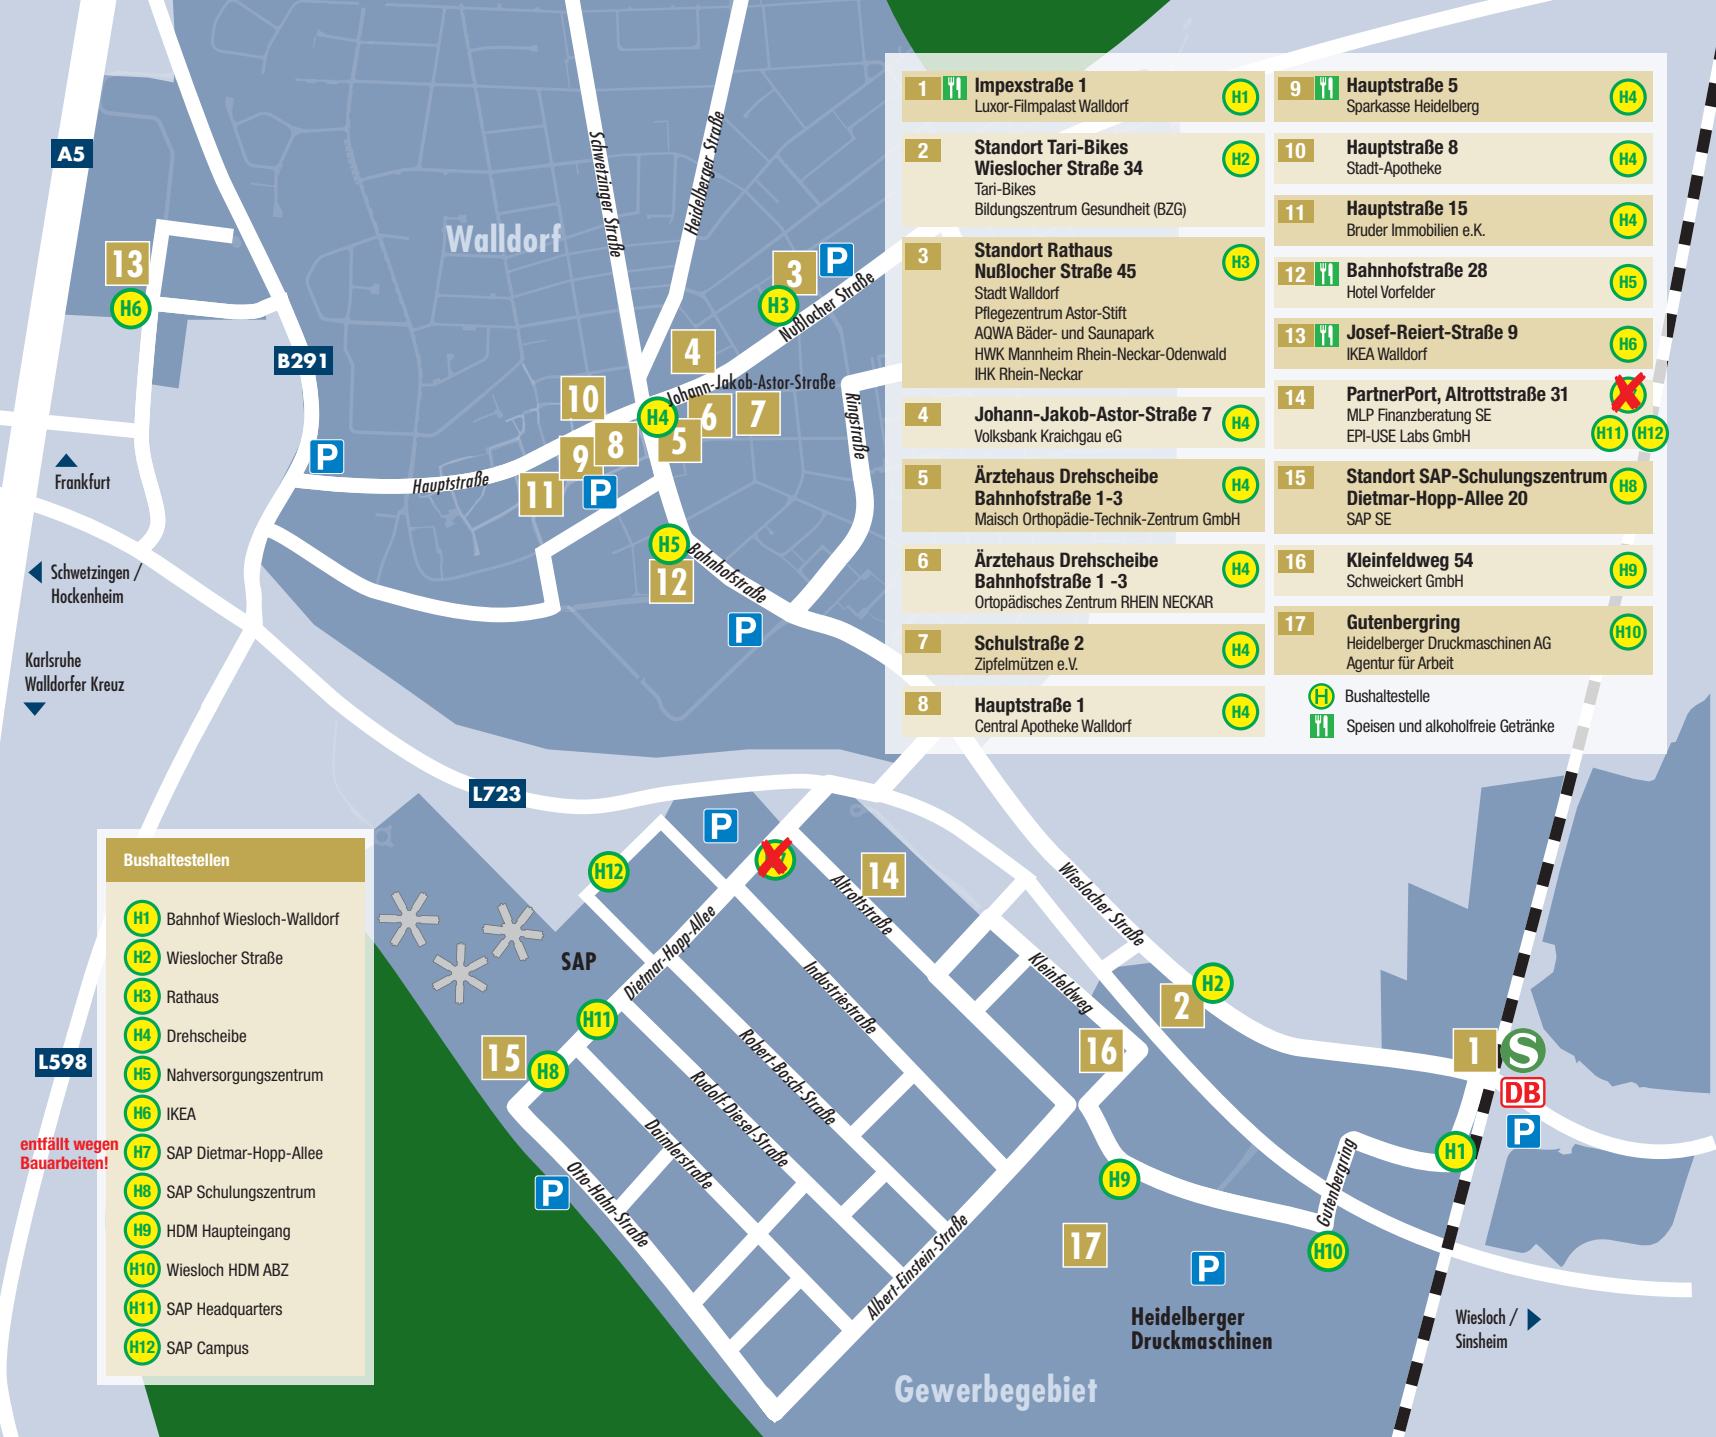 A5
B291
L723
L598
Walldorf
Schwetzinger Straße
Heidelberger Straße
Nußlocher Straße
Johann-Jakob-Astor-Straße
Ringstraße
Hauptstraße
Bahnhofstraße
13
H6
3
P
H3
4
10
H4
6
7
5
8
9
11
P
P
H5
12
P
Frankfurt
Schwetzingen /
Hockenheim
Karlsruhe
Walldorfer Kreuz
1
Impexstraße 1
H1
Luxor-Filmpalast Walldorf
2
Standort Tari-Bikes
Wieslocher Straße 34
H2
Tari-Bikes
Bildungszentrum Gesundheit (BZG)
3
Standort Rathaus
Nußlocher Straße 45
H3
Stadt Walldorf
Pflegezentrum Astor-Stift
AQWA Bäder- und Saunapark
HWK Mannheim Rhein-Neckar-Odenwald
IHK Rhein-Neckar
4
Johann-Jakob-Astor-Straße 7
H4
Volksbank Kraichgau eG
5
Ärztehaus Drehscheibe
Bahnhofstraße 1-3
H4
Maisch Orthopädie-Technik-Zentrum GmbH
6
Ärztehaus Drehscheibe
Bahnhofstraße 1 -3
H4
Ortopädisches Zentrum RHEIN NECKAR
7
Schulstraße 2
H4
Zipfelmützen e.V.
8
Hauptstraße 1
H4
Central Apotheke Walldorf
9
Hauptstraße 5
H4
Sparkasse Heidelberg
10
Hauptstraße 8
H4
Stadt-Apotheke
11
Hauptstraße 15
H4
Bruder Immobilien e.K.
12
Bahnhofstraße 28
H5
Hotel Vorfelder
13
Josef-Reiert-Straße 9
H6
IKEA Walldorf
14
PartnerPort, Altrottstraße 31
MLP Finanzberatung SE
EPI-USE Labs GmbH
H11
H12
15
Standort SAP-Schulungszentrum
Dietmar-Hopp-Allee 20
H8
SAP SE
16
Kleinfeldweg 54
H9
Schweickert GmbH
17
Gutenbergring
H10
Heidelberger Druckmaschinen AG
Agentur für Arbeit
H
Bushaltestelle
Speisen und alkoholfreie Getränke
Bushaltestellen
H1 Bahnhof Wiesloch-Walldorf
H2 Wieslocher Straße
H3 Rathaus
H4 Drehscheibe
H5 Nahversorgungszentrum
H6 IKEA
entfällt wegen
Bauarbeiten!
H7 SAP Dietmar-Hopp-Allee
H8 SAP Schulungszentrum
H9 HDM Haupteingang
H10 Wiesloch HDM ABZ
H11 SAP Headquarters
H12 SAP Campus
P
H12
14
SAP
Dietmar-Hopp-Allee
Altrottstraße
Industriestraße
Robert-Bosch-Straße
Rudolf-Diesel-Straße
Daimlerstraße
Otto-Hahn-Straße
Albert-Einstein-Straße
Kleinfeldweg
Wieslocher Straße
H11
15
H8
P
2
H2
16
H9
17
P
Gutenbergring
H10
1
S
DB
P
H1
Heidelberger
Druckmaschinen
Gewerbegebiet
Wiesloch /
Sinsheim